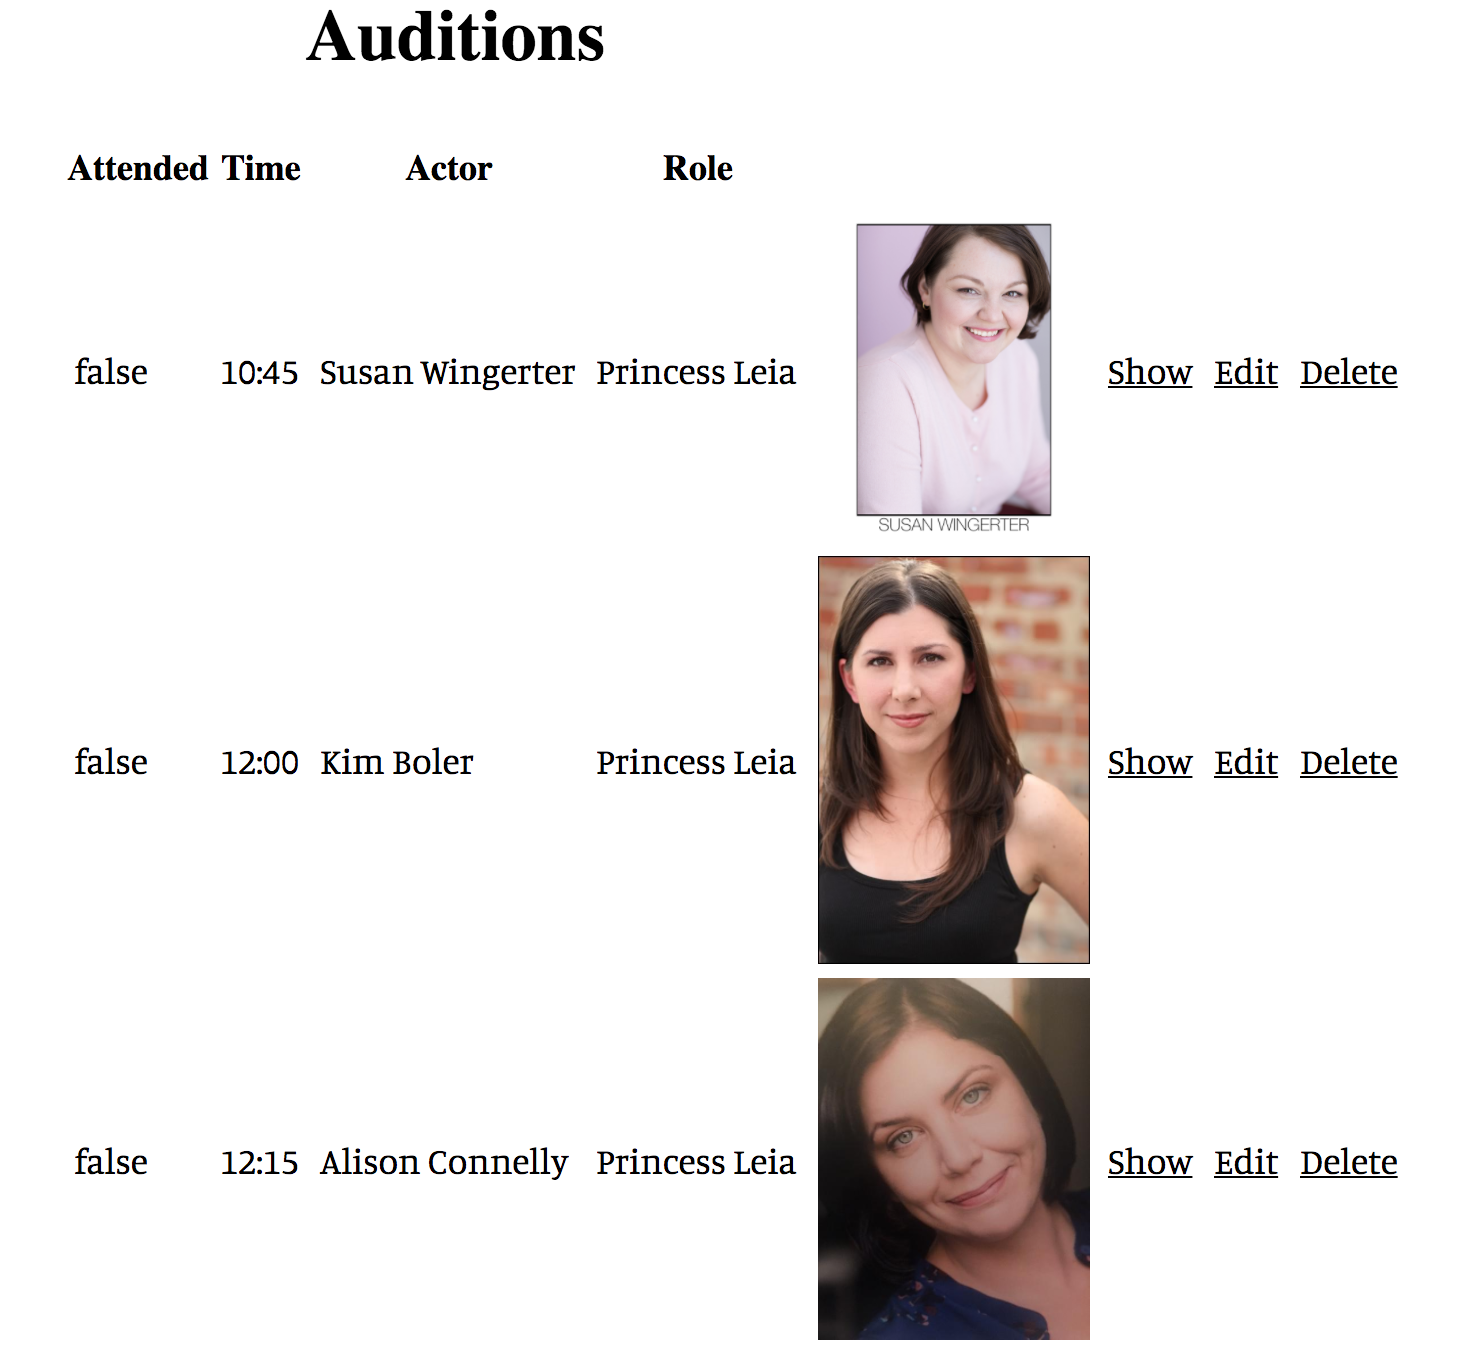 Auditions
Attended Time Actor Role
false 10:45 Susan Wingerter Princess Leia Show Edit Delete
SUSAN WINGERTER
false 12:00 Kim Boler Princess Leia Show Edit Delete
false 12:15 Alison Connelly Princess Leia Show Edit Delete